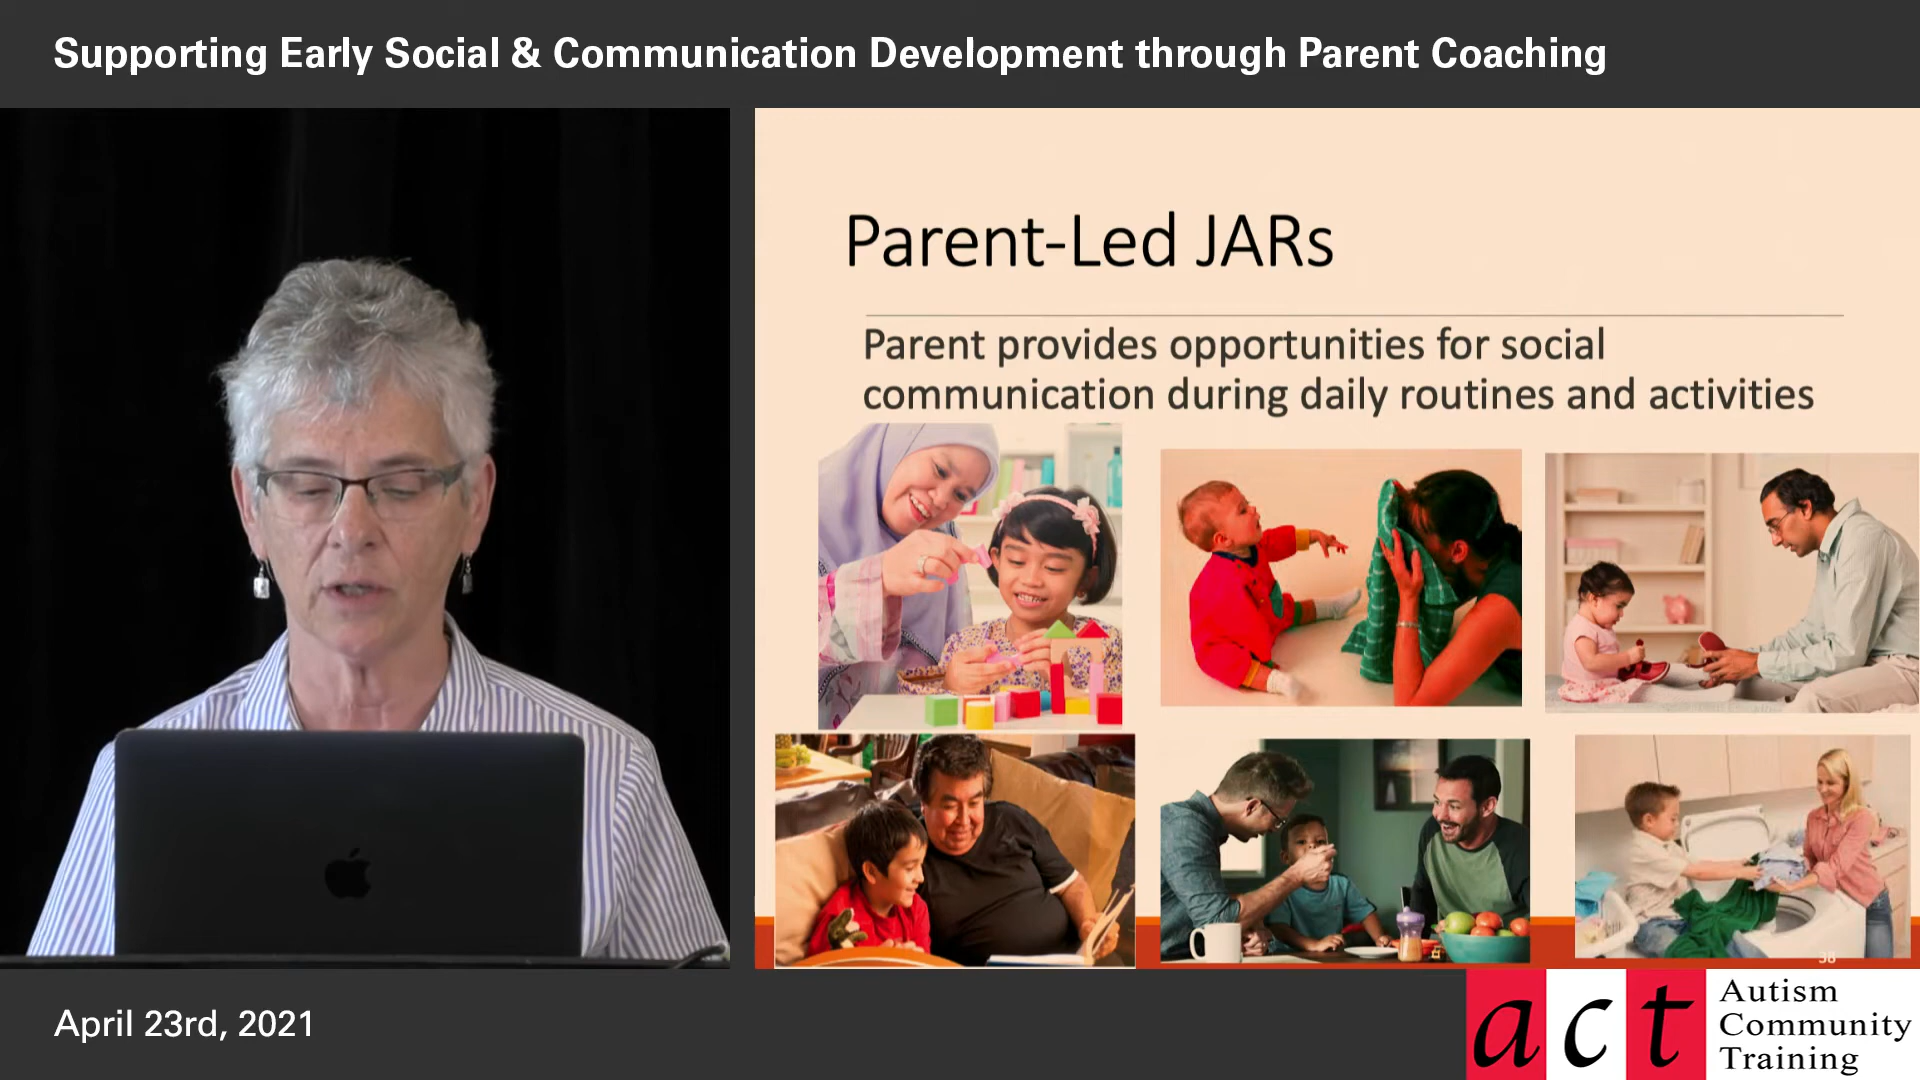 Supporting Early Social & Communication Development through Parent Coaching
Parent-Led JARs
Parent provides opportunities for social
communication during daily routines and activities
38
April 23rd, 2021
act
Autism
Community
Training